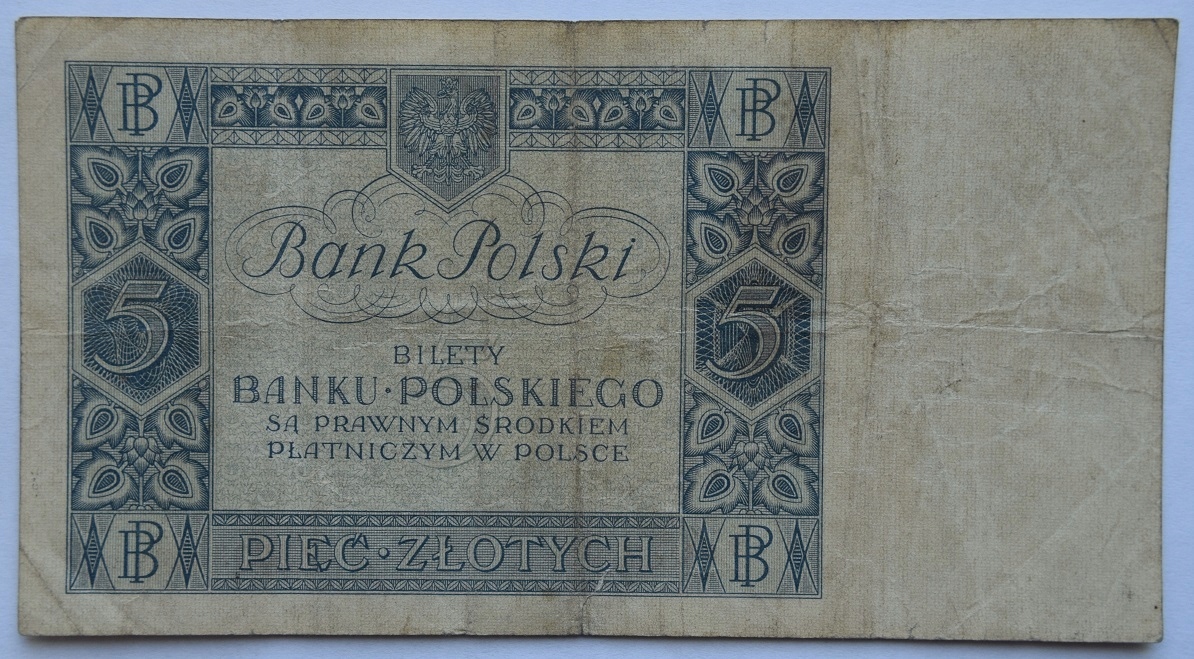 BP BP
Bank Polski
5 5
BILETY
BANKU·POLSKIEGO
SĄ PRAWNYM ŚRODKIEM
PŁATNICZYM W POLSCE
BP PIĘĆ·ZŁOTYCH BP